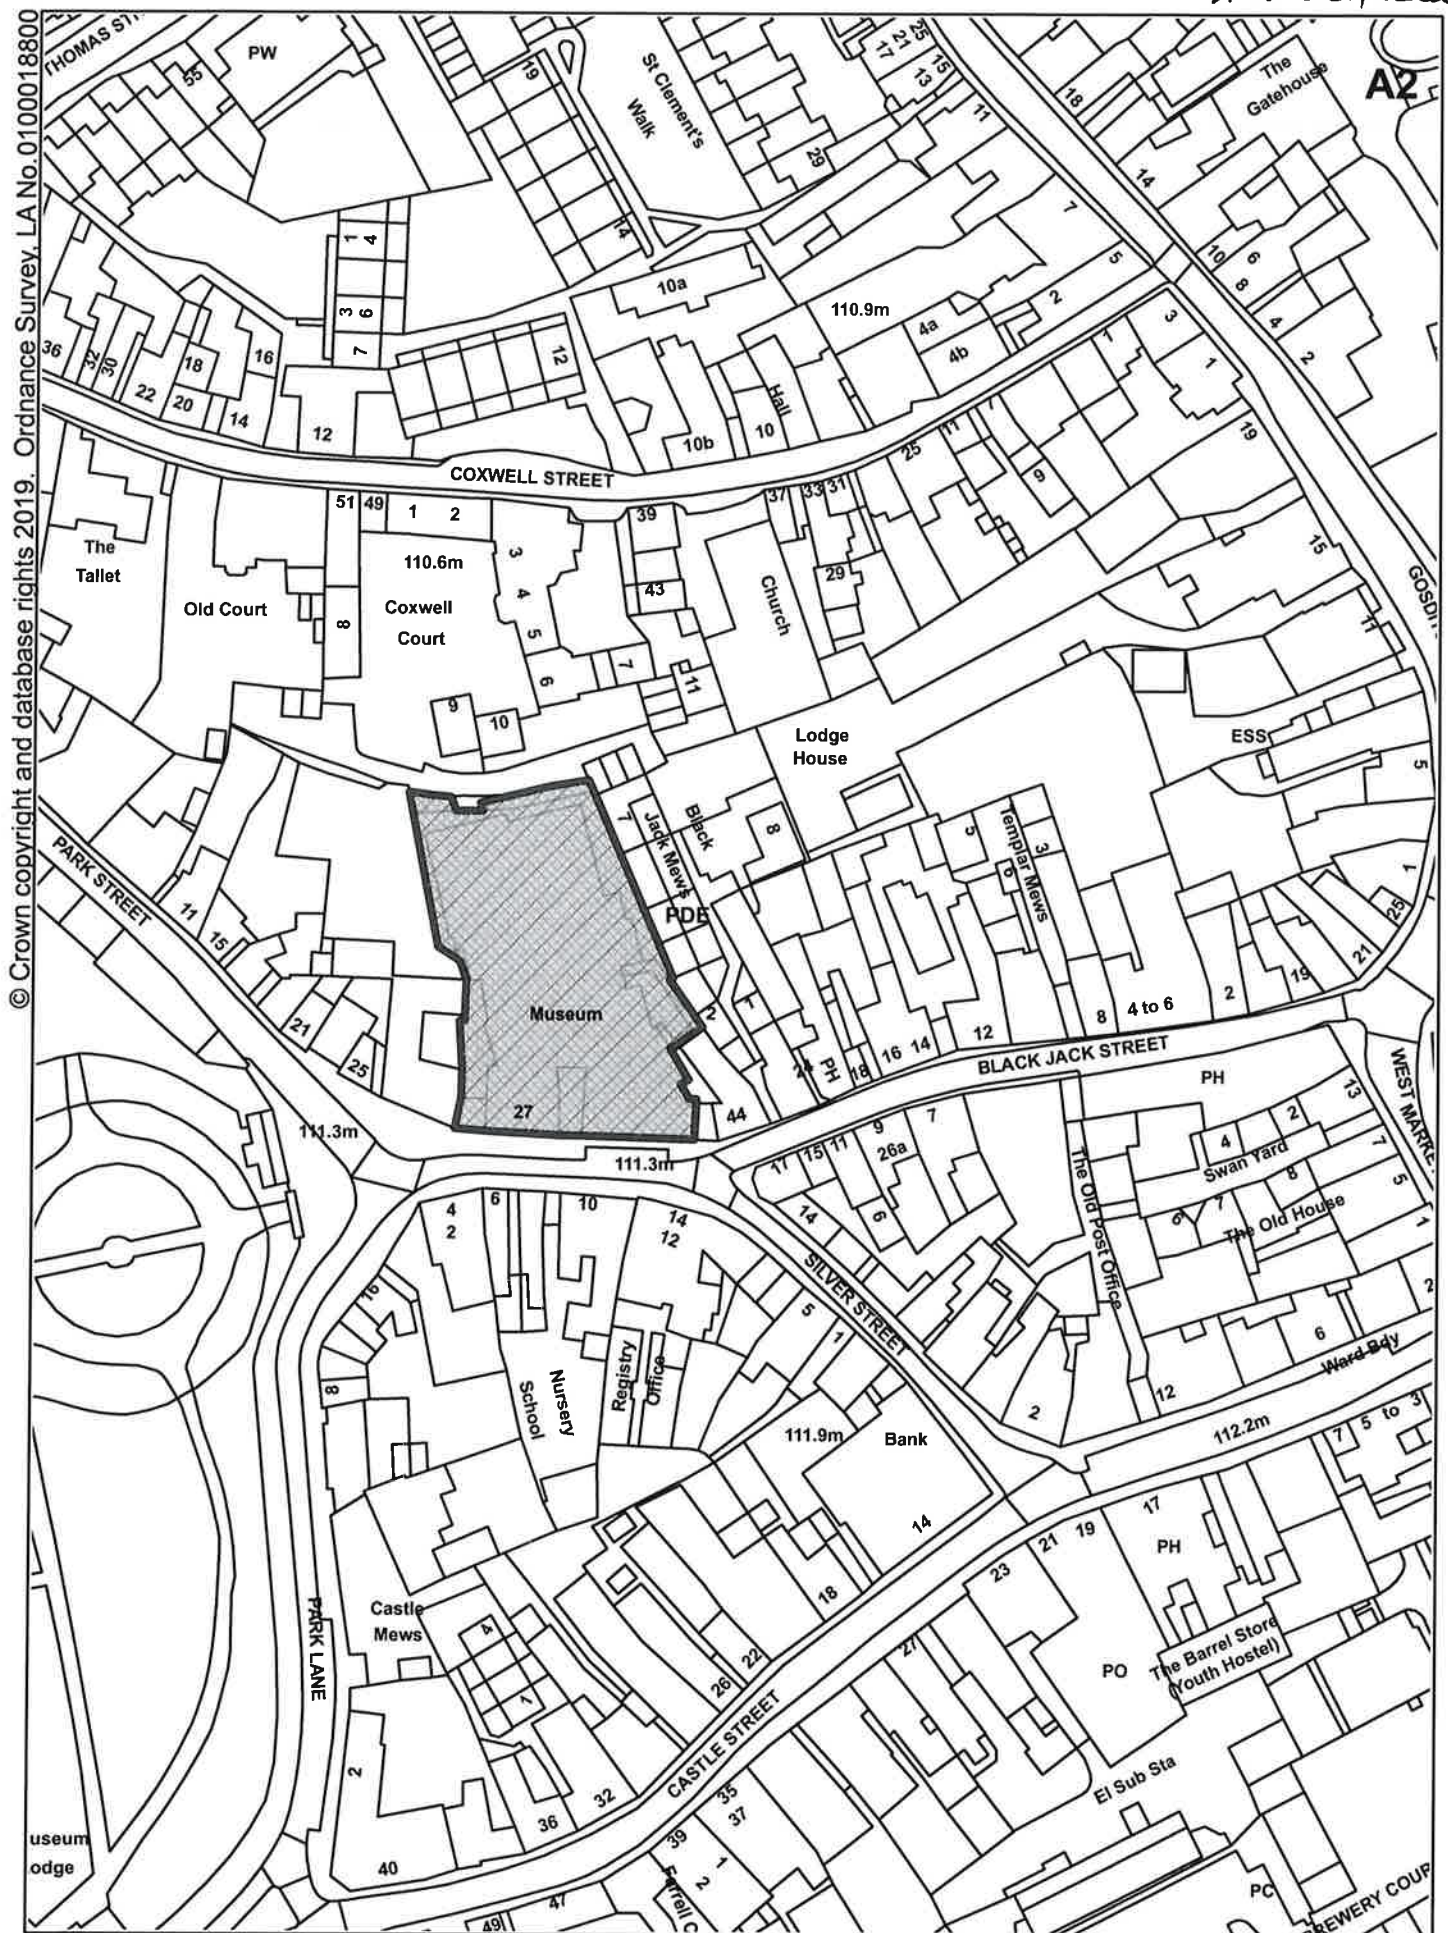 © Crown copyright and database rights 2019. Ordnance Survey, LA No.0100018800
THOMAS ST
PW
55
19
St Clement's
Walk
25
21
17
15
13
11
29
14
18
The
Gatehouse
A2
14
7
5
2
10
6
8
4
2
1
4
3
6
7
10a
110.9m
4a
4b
36
32
30
22
18
20
16
14
12
12
10b
Hall
10
1
3
1
COXWELL STREET
25
11
9
19
15
11
GOSDIT
The
Tallet
Old Court
51
49
1
2
110.6m
Coxwell
Court
8
3
4
5
6
7
9
10
39
43
11
37
33
31
29
Church
Lodge
House
ESS
5
1
25
21
19
2
PARK STREET
11
15
21
25
7
Jack Mews
Black
8
PDE
2
1
5
6
3
Templar Mews
Museum
27
44
24
PH
18
16
14
12
8
4 to 6
BLACK JACK STREET
PH
WEST MARKE
111.3m
111.3m
17
15
11
9
7
26a
6
14
The Old Post Office
13
2
4
Swan Yard
7
8
7
6
5
The Old House
1
2
6
Ward Bdy
12
2
4
2
6
10
14
12
SILVER STREET
5
1
16
8
Nursery
School
Registry
Office
111.9m
Bank
14
18
112.2m
7
5 to 3
17
19
21
23
PH
PARK LANE
Castle
Mews
4
1
22
26
27
PO
The Barrel Store
(Youth Hostel)
CASTLE STREET
2
32
36
40
35
37
39
1
2
Farrell C
El Sub Sta
PC
BREWERY COUR
useum
odge
47
49